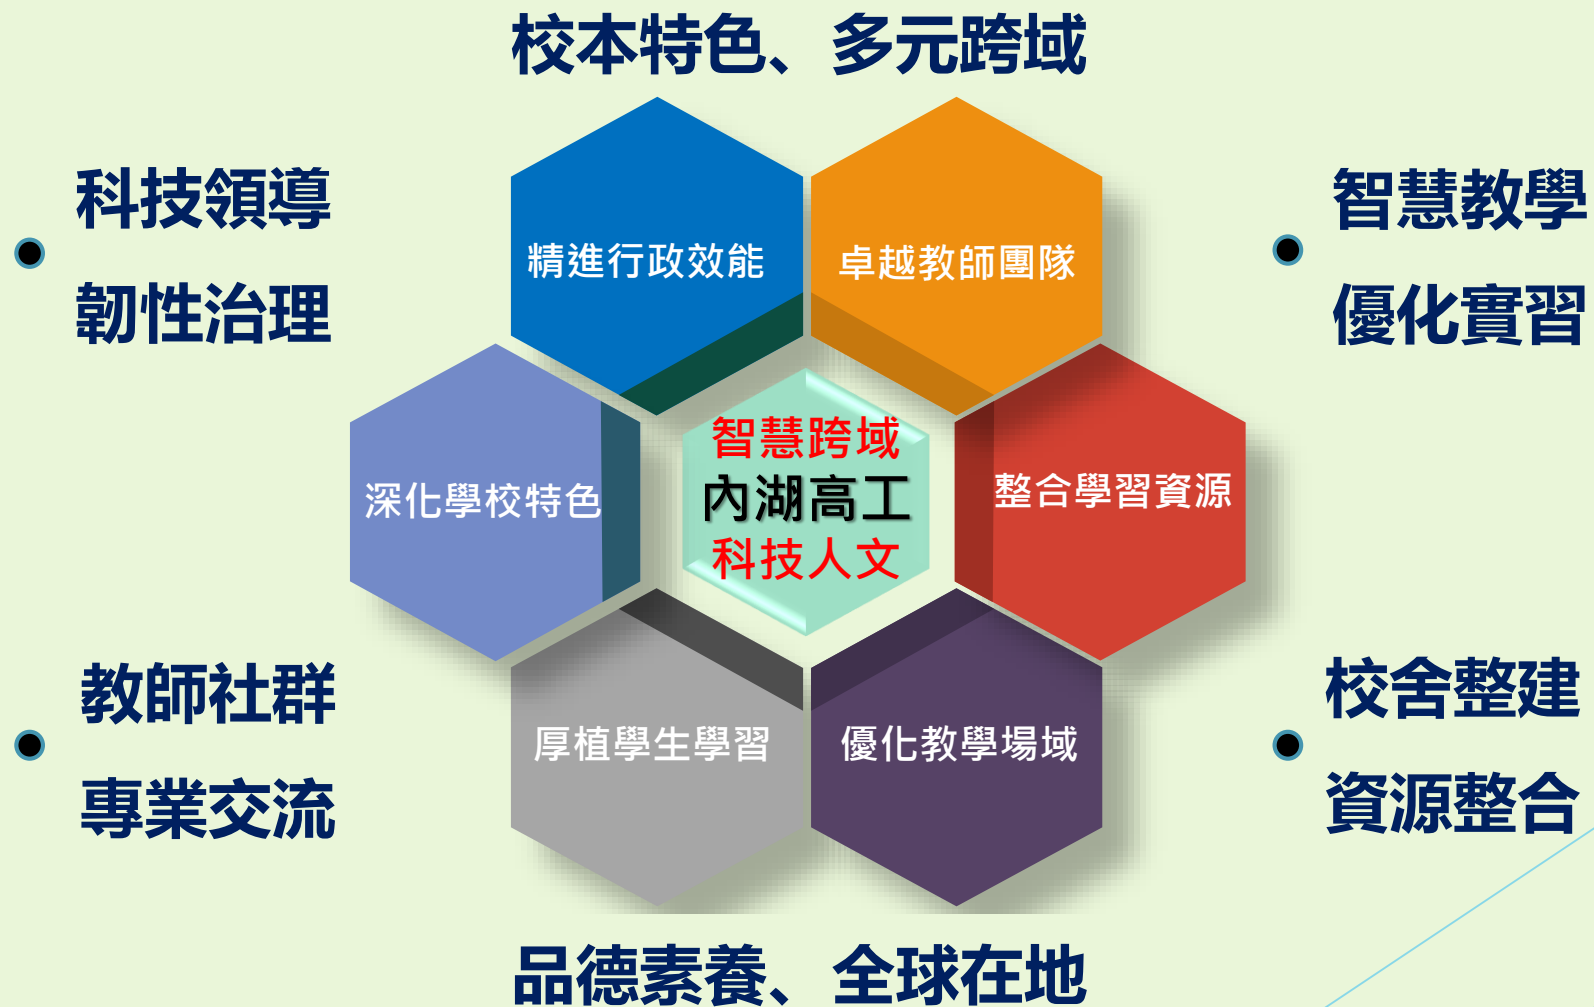 校本特色、多元跨域
科技領導
韌性治理
智慧教學
優化實習
精進行政效能
卓越教師團隊
深化學校特色
智慧跨域
內湖高工
科技人文
整合學習資源
厚植學生學習
優化教學場域
教師社群
專業交流
校舍整建
資源整合
品德素養、全球在地